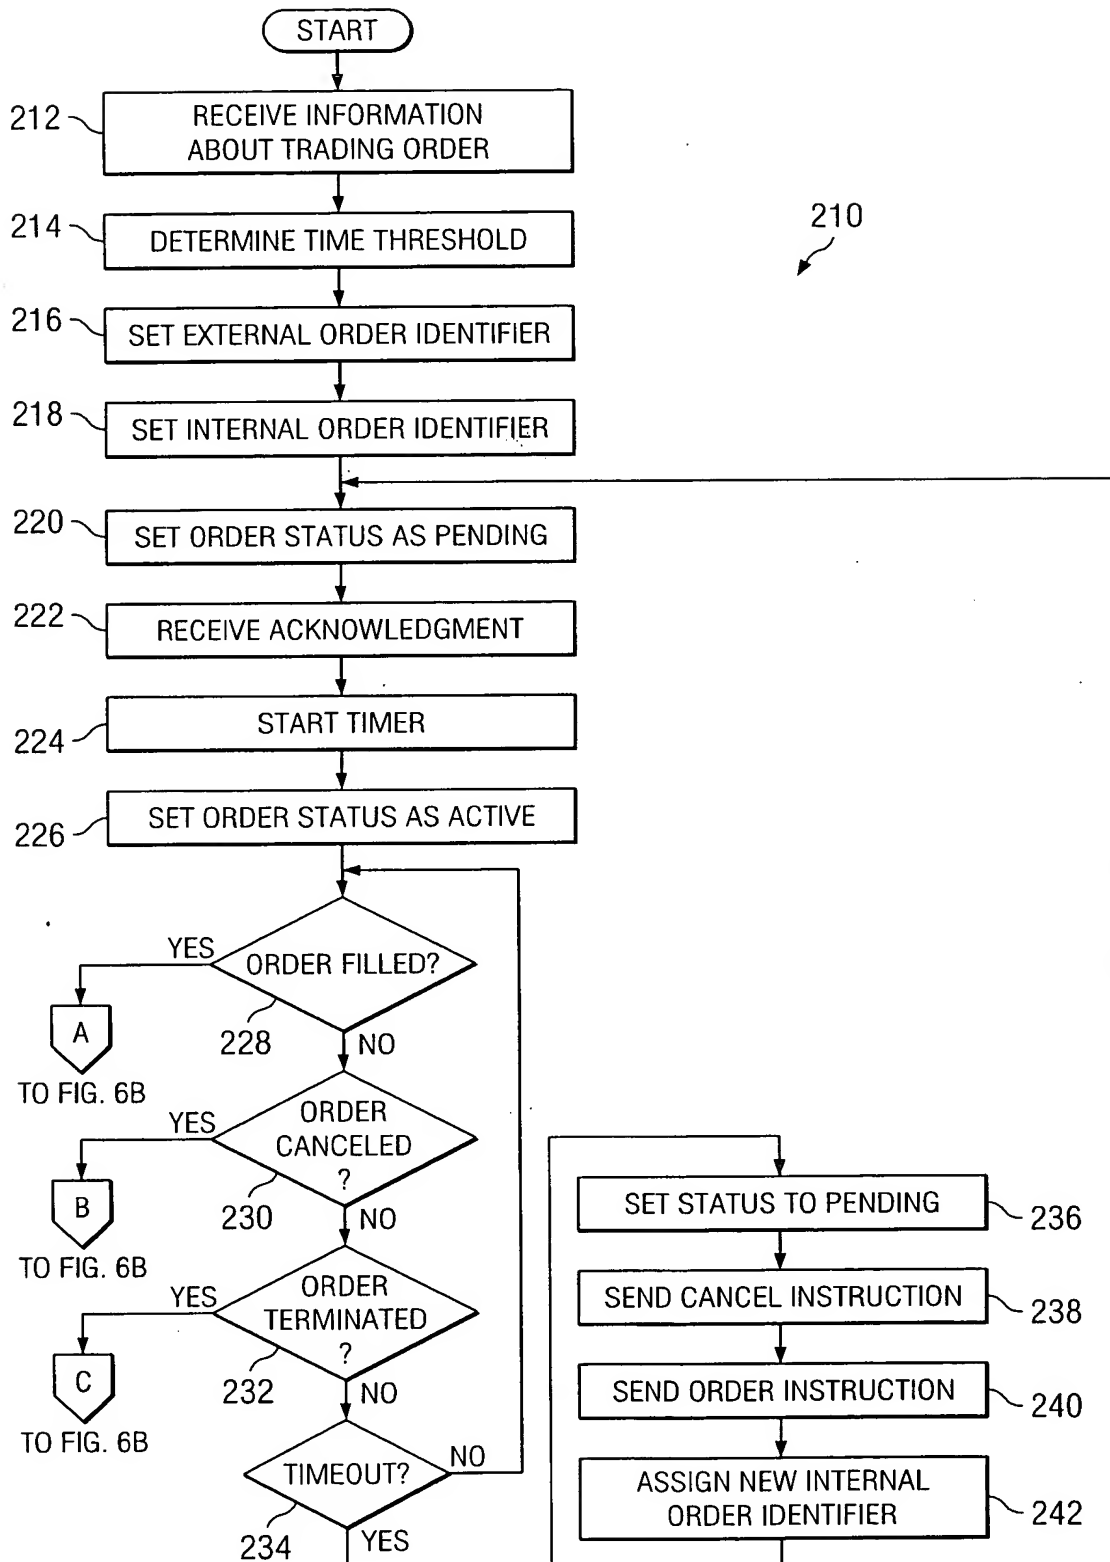 START
212
RECEIVE INFORMATION
ABOUT TRADING ORDER
214
DETERMINE TIME THRESHOLD
210
216
SET EXTERNAL ORDER IDENTIFIER
218
SET INTERNAL ORDER IDENTIFIER
220
SET ORDER STATUS AS PENDING
222
RECEIVE ACKNOWLEDGMENT
224
START TIMER
226
SET ORDER STATUS AS ACTIVE
YES
ORDER FILLED?
228
NO
A
TO FIG. 6B
YES
ORDER
CANCELED
?
230
NO
B
TO FIG. 6B
YES
ORDER
TERMINATED
?
232
NO
C
TO FIG. 6B
TIMEOUT?
NO
234
YES
SET STATUS TO PENDING
236
SEND CANCEL INSTRUCTION
238
SEND ORDER INSTRUCTION
240
ASSIGN NEW INTERNAL
ORDER IDENTIFIER
242